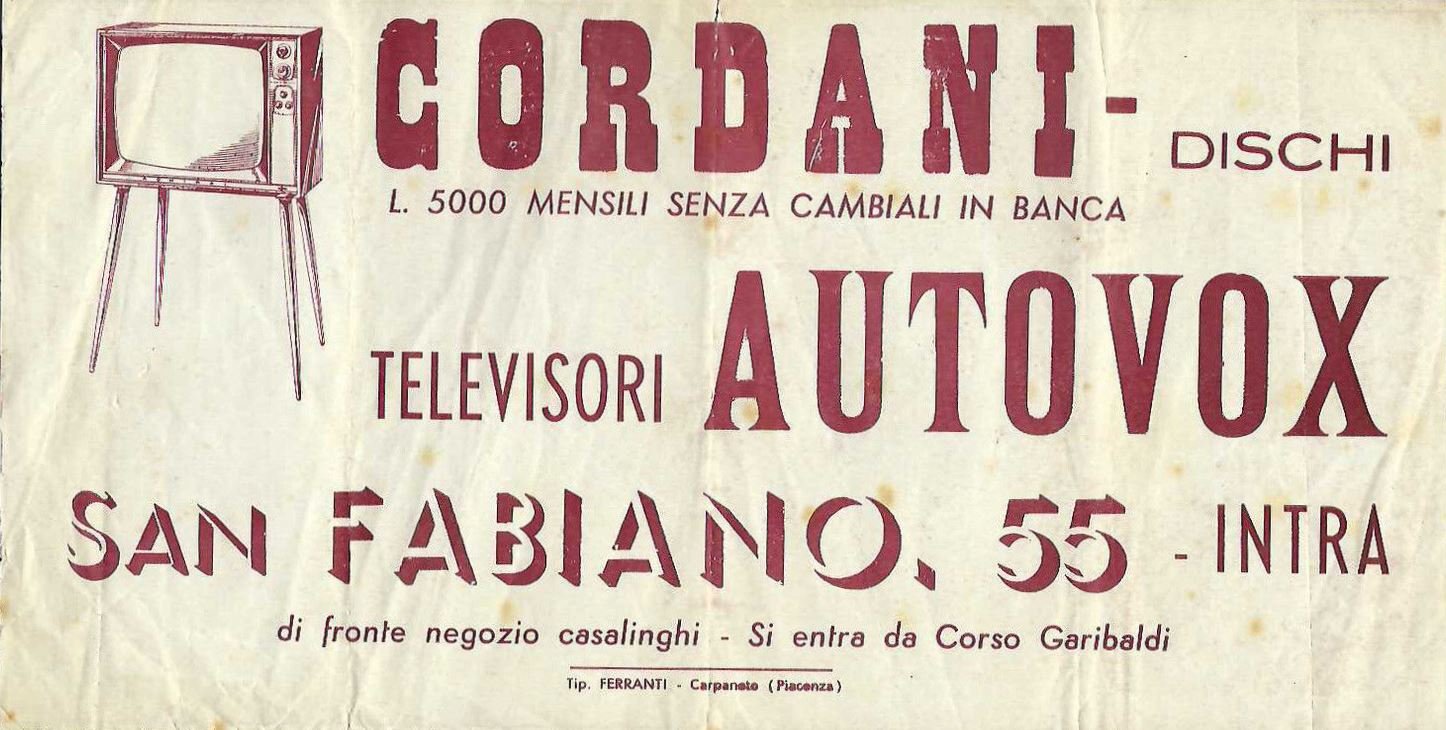 CORDANI - DISCHI
L. 5000 MENSILI SENZA CAMBIALI IN BANCA
TELEVISORI AUTOVOX
SAN FABIANO, 55 - INTRA
di fronte negozio casalinghi - Si entra da Corso Garibaldi
Tip. FERRANTI - Carpaneto (Piacenza)